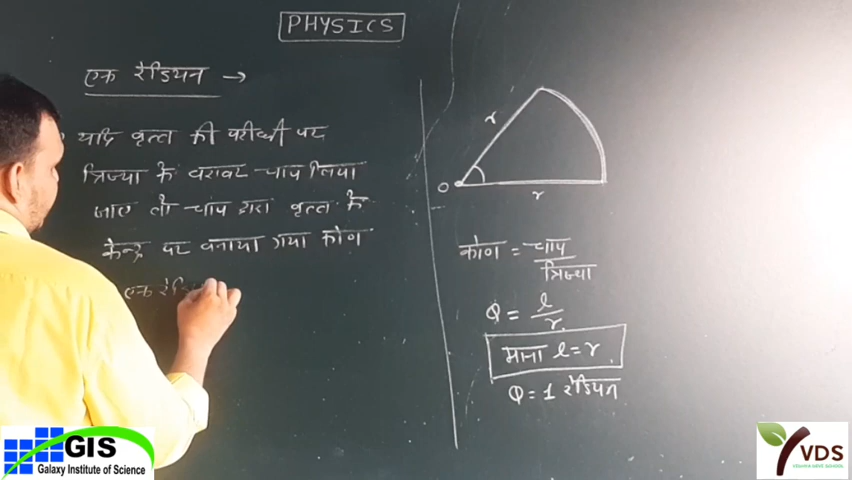 PHYSICS
एक रेडियन →
यदि वृत्त की परीधी पर
त्रिज्या के बराबर चाप लिया
जाए तो चाप द्वारा वृत्त के
केन्द्र पर बनाया गया कोण
एक रेडि
r
O
r
कोण = चाप
त्रिज्या
Q = l
r
माना l = r
Q = 1 रेडियन
GIS
Galaxy Institute of Science
VDS